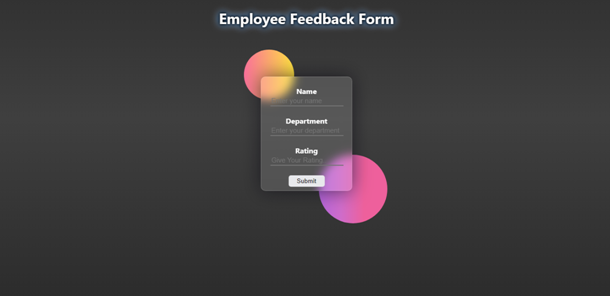 Employee Feedback Form
Name
Enter your name
Department
Enter your department
Rating
Give Your Rating
Submit